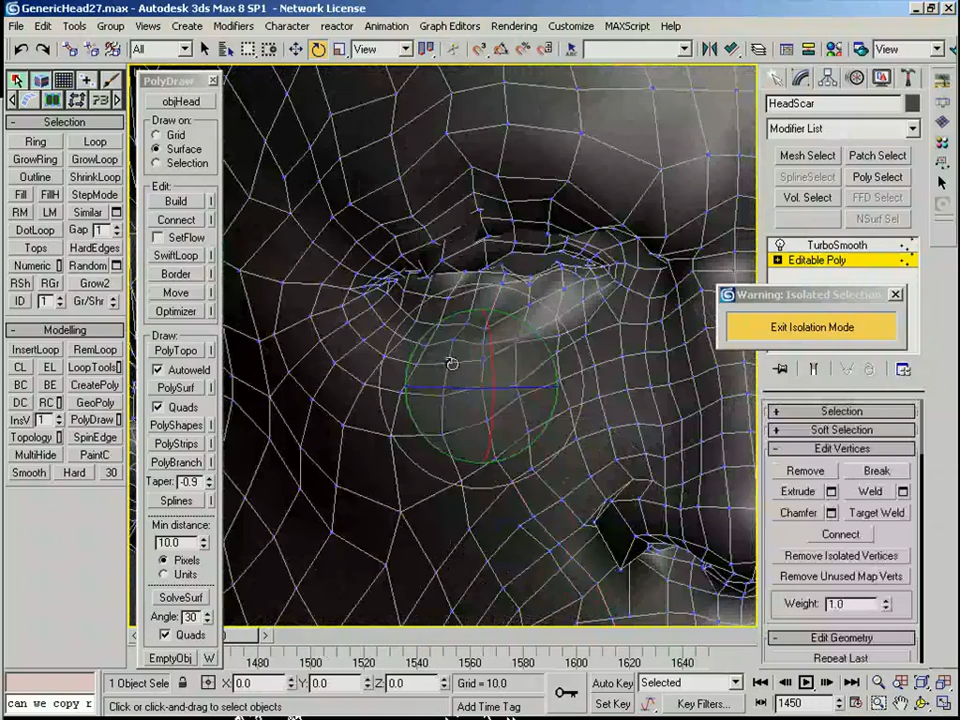 GenericHead27.max - Autodesk 3ds Max 8 SP1 - Network License
File Edit Tools Group Views Create Modifiers Character reactor Animation Graph Editors Rendering Customize MAXScript Help
All View View
PolyDraw
objHead
Draw on:
Grid
Surface
Selection
Edit:
Build
Connect
SetFlow
SwiftLoop
Border
Move
Optimizer
Draw:
PolyTopo
Autoweld
PolySurf
Quads
PolyShapes
PolyStrips
PolyBranch
Taper: -0.9
Splines
Min distance:
10.0
Pixels
Units
SolveSurf
Angle: 30
Quads
EmptyObj W
Selection
Ring Loop
GrowRing GrowLoop
Outline ShrinkLoop
Fill FillH StepMode
RM LM Similar
DotLoop Gap 1
Tops HardEdges
Numeric Random
RSh RGr Grow2
ID 1 Gr/Shr
Modelling
InsertLoop RemLoop
CL EL LoopTools
BC EC CreatePoly
DC RC GeoPoly
InsV 1 PolyDraw
Topology SpinEdge
MultiHide PaintC
Smooth Hard 30
HeadScar
Modifier List
Mesh Select Patch Select
SplineSelect Poly Select
Vol. Select FFD Select
NSurf Sel
TurboSmooth
Editable Poly
Warning: Isolated Selection
Exit Isolation Mode
Selection
Soft Selection
Edit Vertices
Remove Break
Extrude Weld
Chamfer Target Weld
Connect
Remove Isolated Vertices
Remove Unused Map Verts
Weight: 1.0
Edit Geometry
Repeat Last
1480 1500 1520 1540 1560 1580 1600 1620 1640
1 Object Sele X: 0.0 Y: 0.0 Z: 0.0 Grid = 10.0 Auto Key Selected
can we copy r Click or click-and-drag to select objects Add Time Tag Set Key Key Filters... 1450